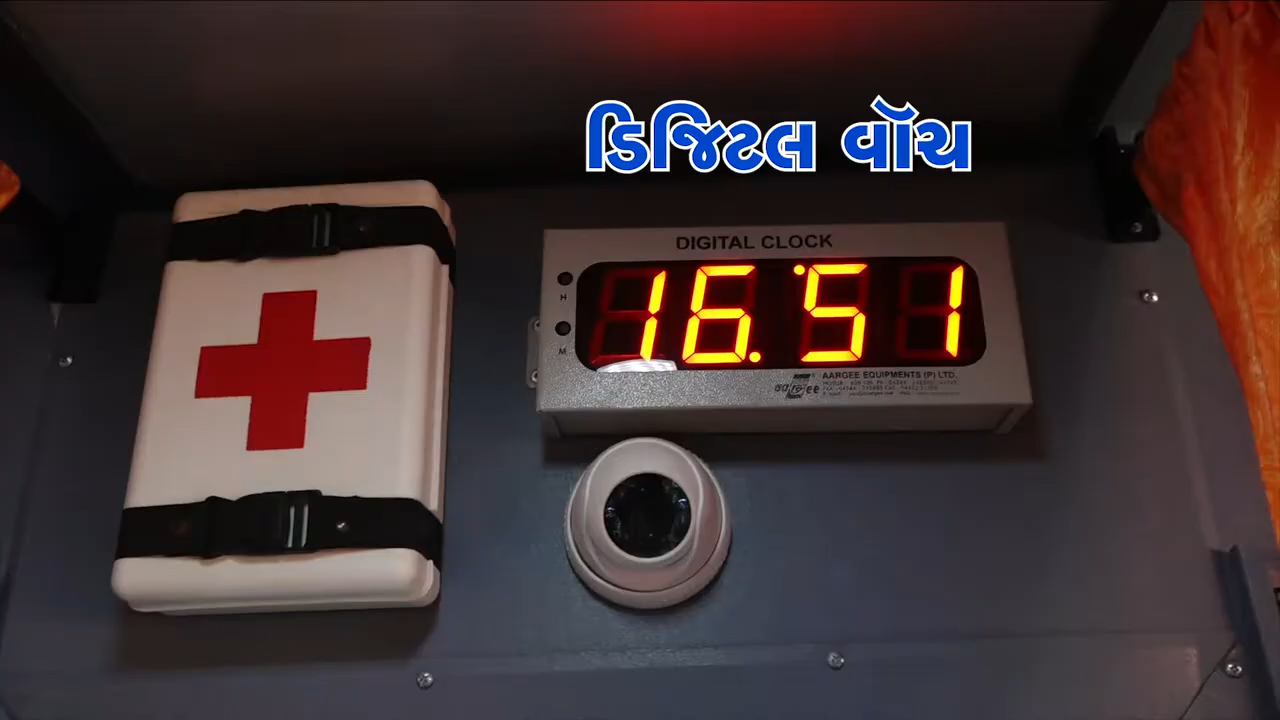 ડિજિટલ વૉચ
DIGITAL CLOCK
16.51
H
M
AARGEE EQUIPMENTS (P) LTD.